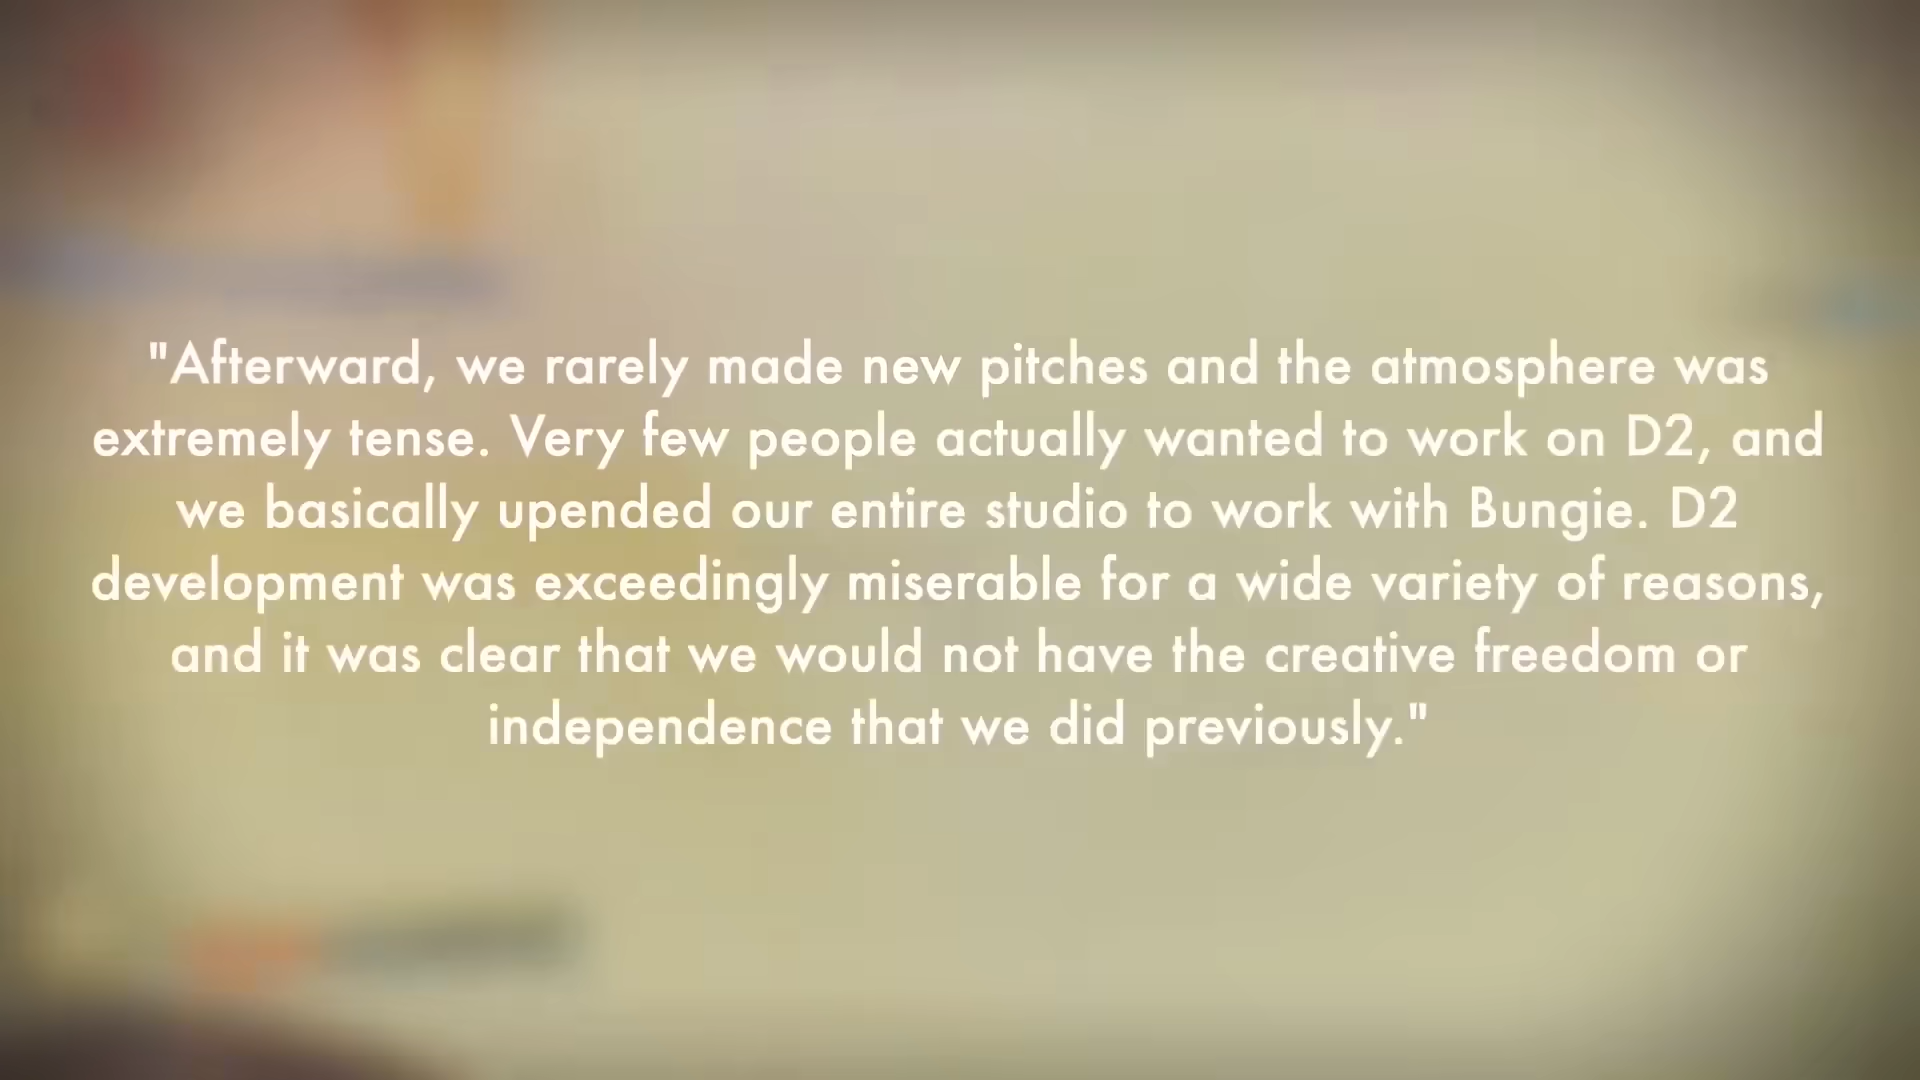 "Afterward, we rarely made new pitches and the atmosphere was
extremely tense. Very few people actually wanted to work on D2, and
we basically upended our entire studio to work with Bungie. D2
development was exceedingly miserable for a wide variety of reasons,
and it was clear that we would not have the creative freedom or
independence that we did previously."